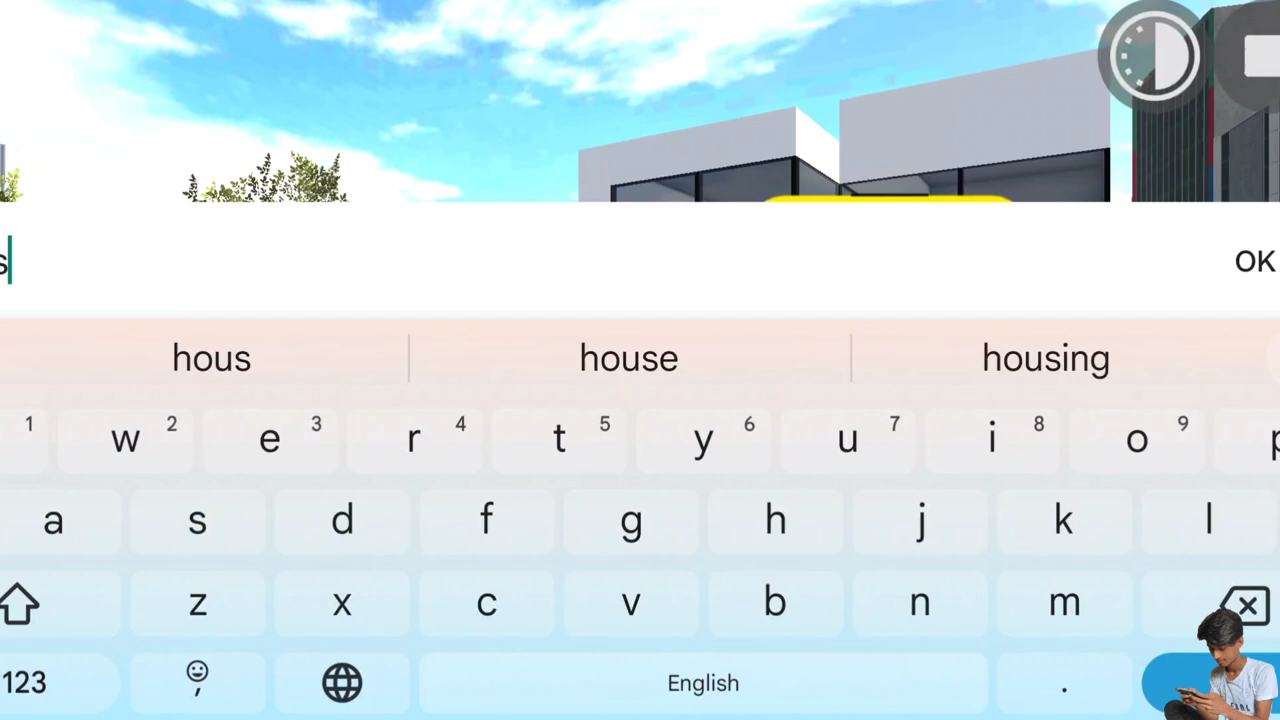 s
OK
hous house housing
1 w 2 e 3 r 4 t 5 y 6 u 7 i 8 o 9 p
a s d f g h j k l
z x c v b n m
123 , English .